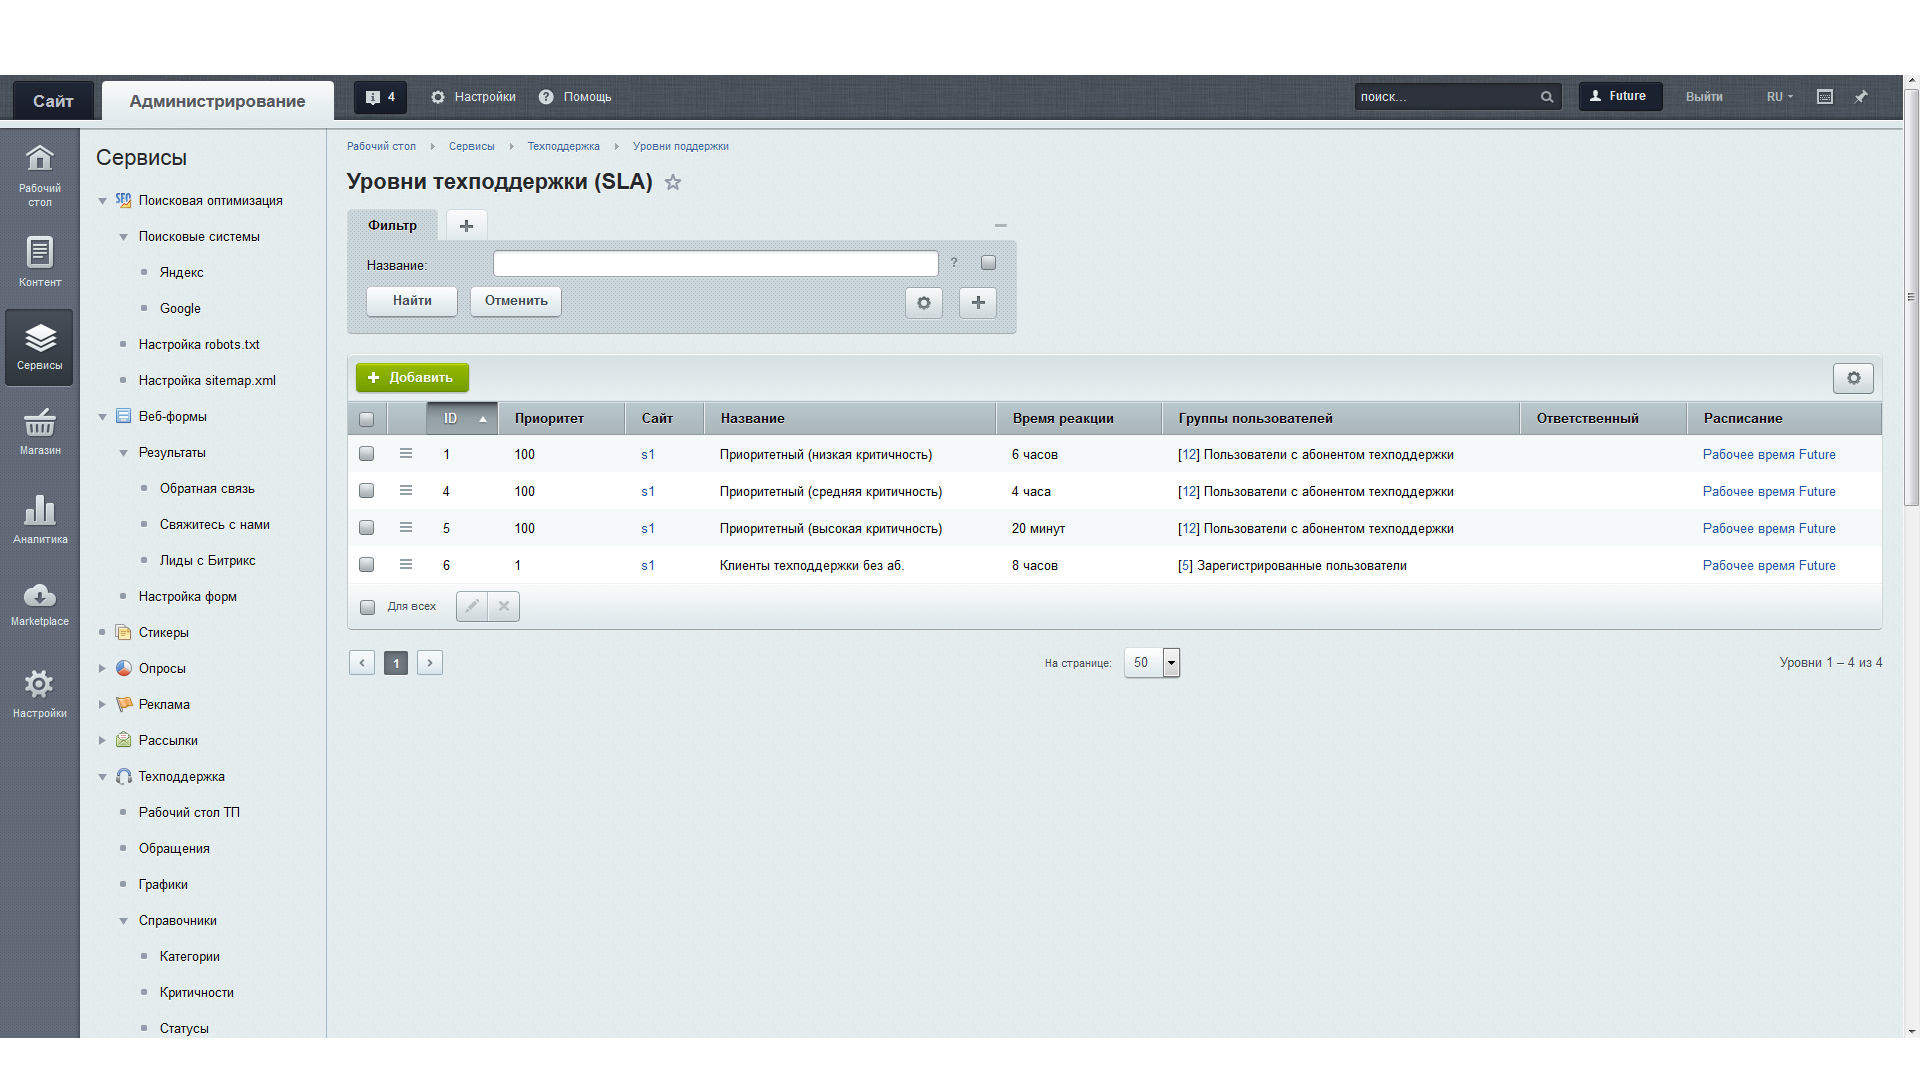 Сайт
Администрирование
4
Настройки
Помощь
поиск...
Future
Выйти
RU
Рабочий стол
Контент
Сервисы
Магазин
Аналитика
Marketplace
Настройки
Сервисы
SEO Поисковая оптимизация
Поисковые системы
Яндекс
Google
Настройка robots.txt
Настройка sitemap.xml
Веб-формы
Результаты
Обратная связь
Свяжитесь с нами
Лиды с Битрикс
Настройка форм
Стикеры
Опросы
Реклама
Рассылки
Техподдержка
Рабочий стол ТП
Обращения
Графики
Справочники
Категории
Критичности
Статусы
Рабочий стол Сервисы Техподдержка Уровни поддержки
Уровни техподдержки (SLA)
Фильтр
Название: ?
Найти Отменить
Добавить
ID Приоритет Сайт Название Время реакции Группы пользователей Ответственный Расписание
1 100 s1 Приоритетный (низкая критичность) 6 часов [12] Пользователи с абонентом техподдержки Рабочее время Future
4 100 s1 Приоритетный (средняя критичность) 4 часа [12] Пользователи с абонентом техподдержки Рабочее время Future
5 100 s1 Приоритетный (высокая критичность) 20 минут [12] Пользователи с абонентом техподдержки Рабочее время Future
6 1 s1 Клиенты техподдержки без аб. 8 часов [5] Зарегистрированные пользователи Рабочее время Future
Для всех
1 На странице: 50 Уровни 1 – 4 из 4